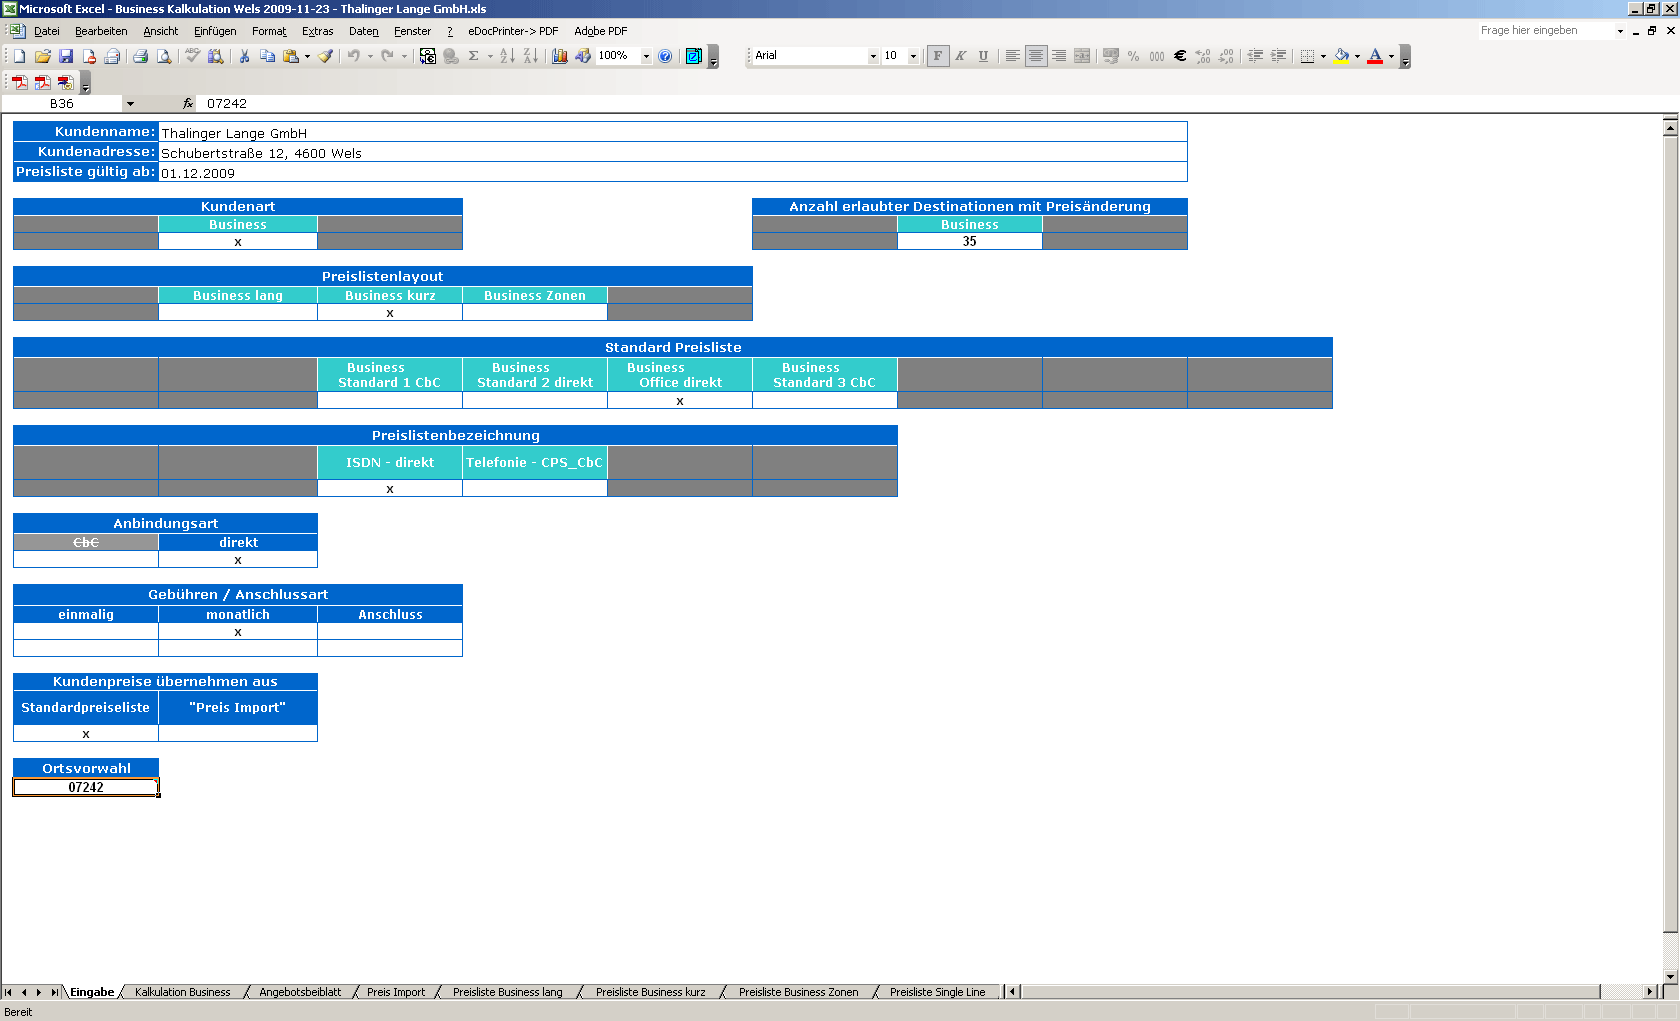 Microsoft Excel - Business Kalkulation Wels 2009-11-23 - Thalinger Lange GmbH.xls
Datei Bearbeiten Ansicht Einfügen Format Extras Daten Fenster ? eDocPrinter-> PDF Adobe PDF Frage hier eingeben
100% Arial 10 F K U % 000 €
B36 fx 07242
Kundenname: Thalinger Lange GmbH
Kundenadresse: Schubertstraße 12, 4600 Wels
Preisliste gültig ab: 01.12.2009
Kundenart Anzahl erlaubter Destinationen mit Preisänderung
Business Business
x 35
Preislistenlayout
Business lang Business kurz Business Zonen
x
Standard Preisliste
Business Business Business Business
Standard 1 CbC Standard 2 direkt Office direkt Standard 3 CbC
x
Preislistenbezeichnung
ISDN - direkt Telefonie - CPS_CbC
x
Anbindungsart
CbC direkt
x
Gebühren / Anschlussart
einmalig monatlich Anschluss
x
Kundenpreise übernehmen aus
Standardpreiseliste "Preis Import"
x
Ortsvorwahl
07242
Eingabe Kalkulation Business Angebotsbeiblatt Preis Import Preisliste Business lang Preisliste Business kurz Preisliste Business Zonen Preisliste Single Line
Bereit